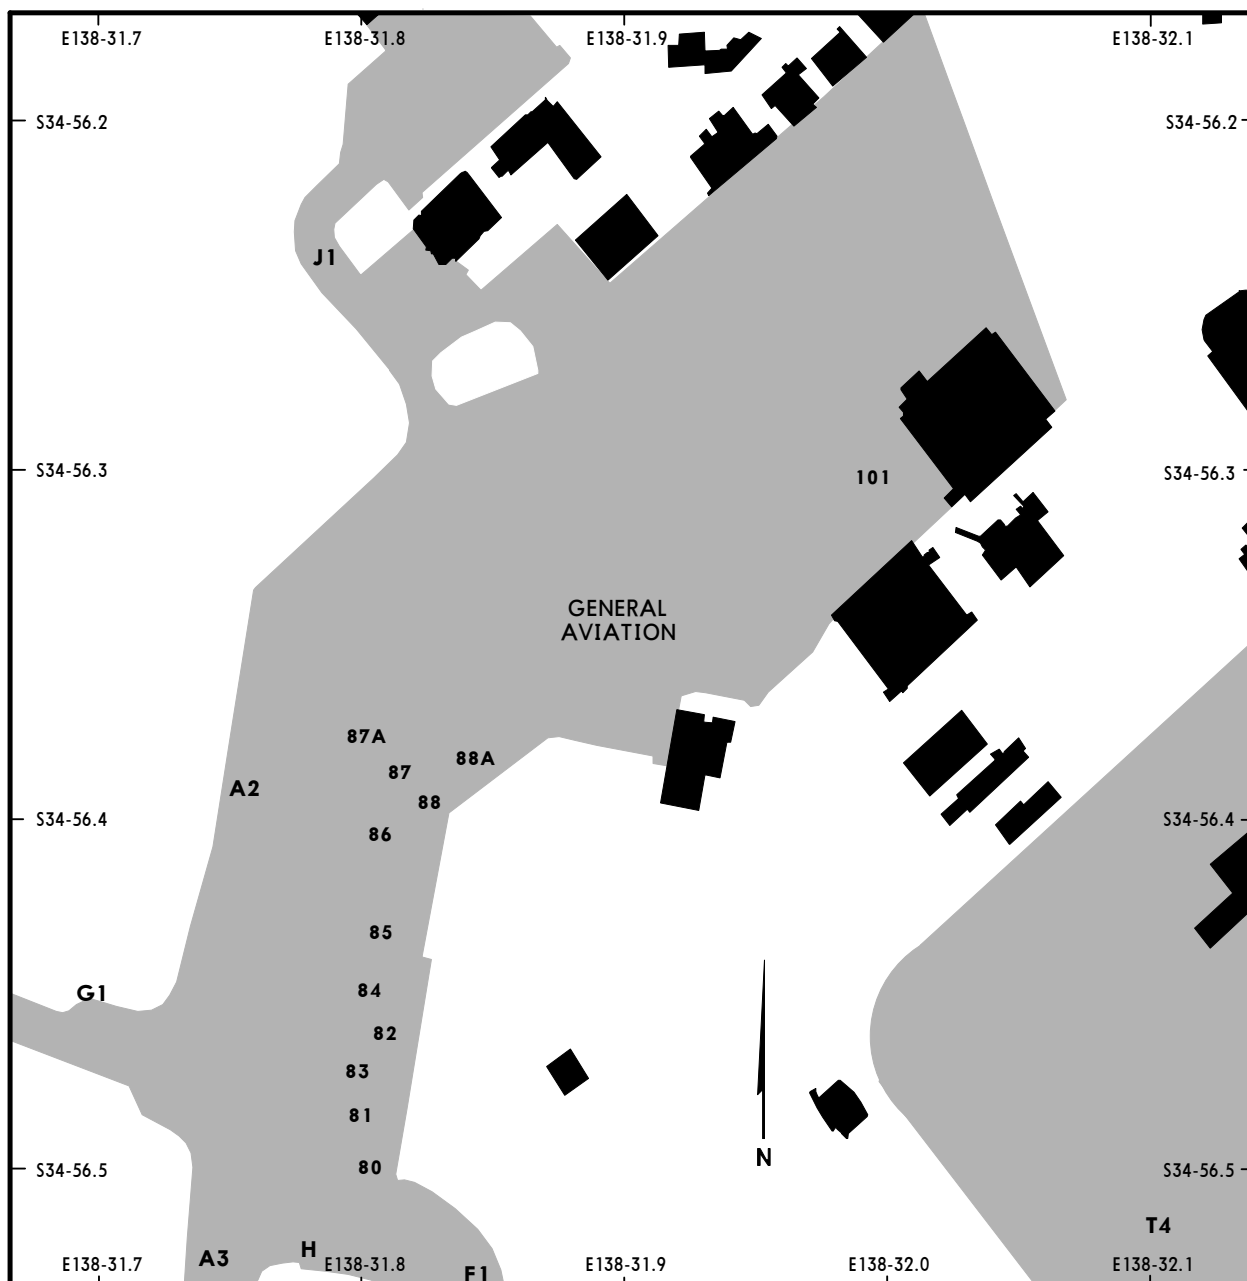 E138-31.7
E138-31.8
E138-31.9
E138-32.1
S34-56.2
S34-56.2
J1
S34-56.3
101
S34-56.3
GENERAL
AVIATION
87A
88A
87
A2
88
S34-56.4
86
S34-56.4
85
G1
84
82
83
81
N
S34-56.5
80
S34-56.5
T4
H
A3
E138-31.7
E138-31.8
E138-31.9
E138-32.0
E138-32.1
F1